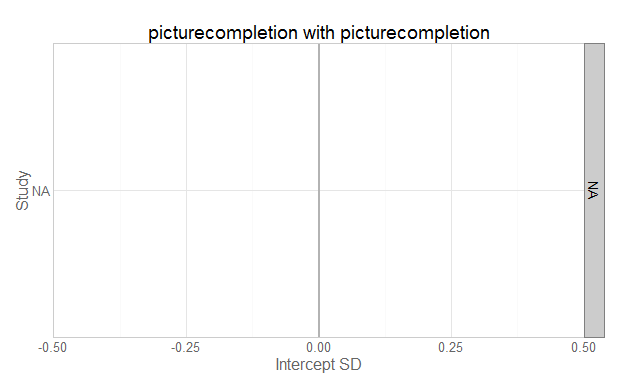 picturecompletion with picturecompletion
Study
NA
NA
-0.50 -0.25 0.00 0.25 0.50
Intercept SD